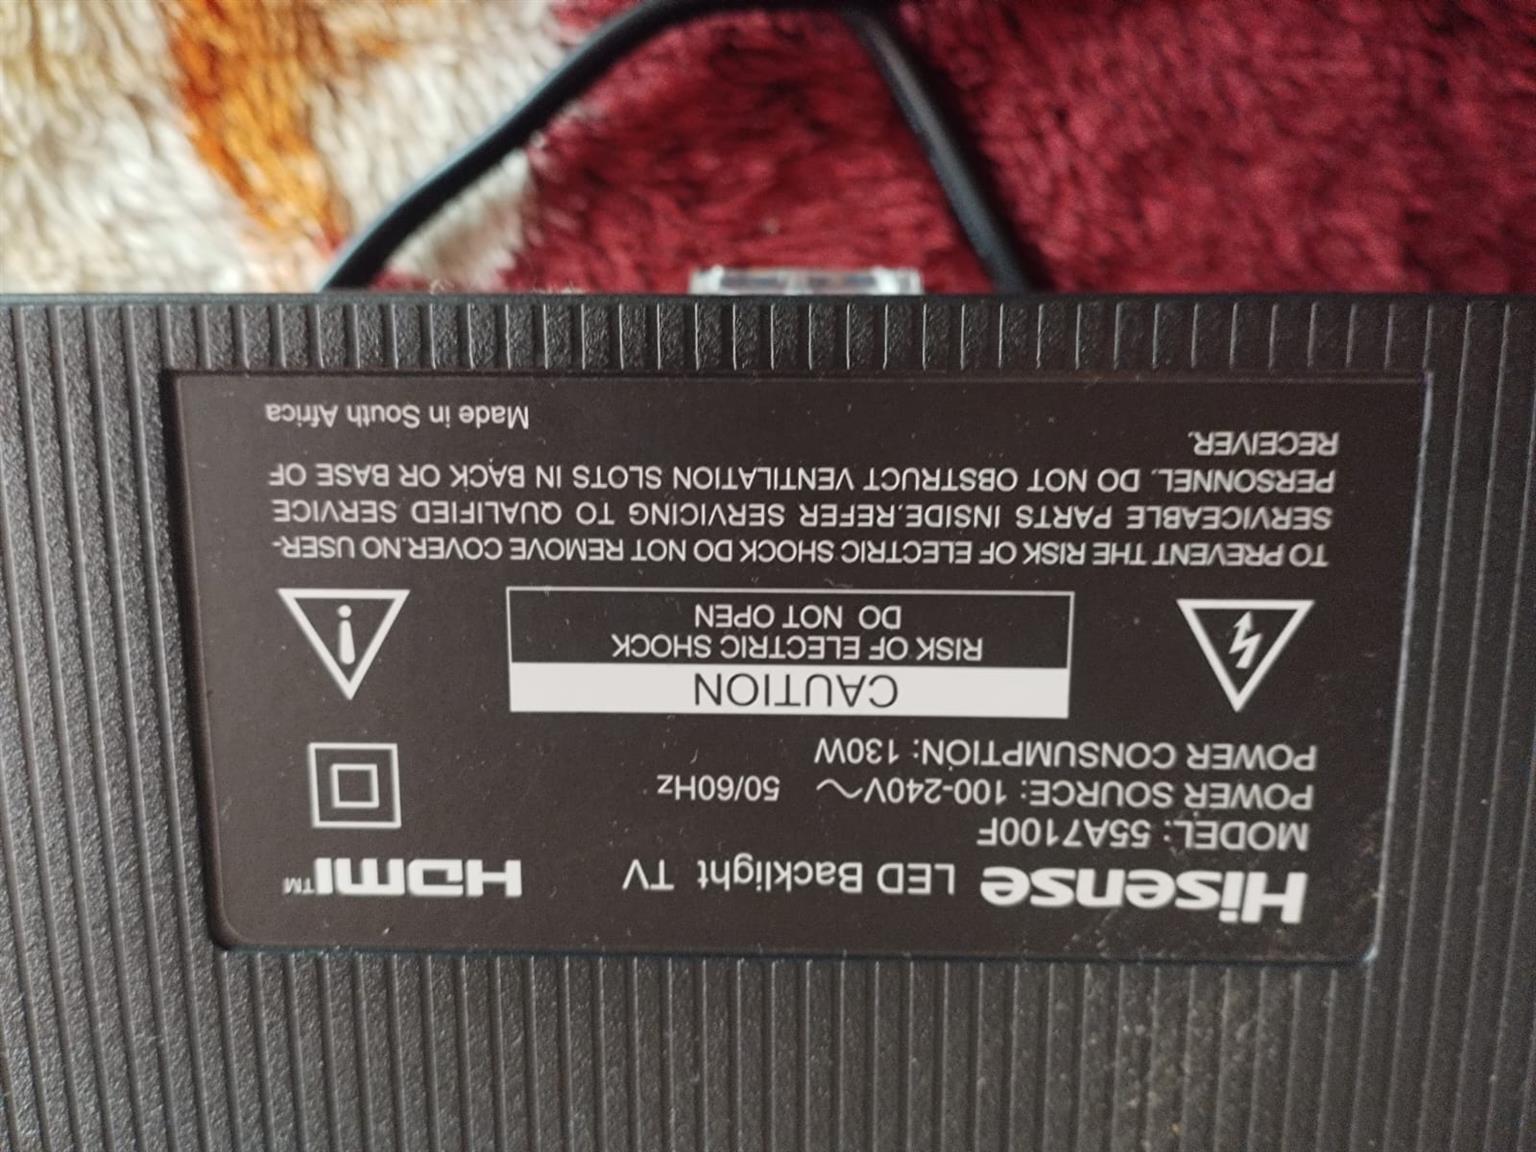 Hisense LED Backlight TV HDMI™
MODEL: 55A7100F
POWER SOURCE: 100-240V～ 50/60Hz
POWER CONSUMPTION: 130W
CAUTION
RISK OF ELECTRIC SHOCK
DO NOT OPEN
TO PREVENT THE RISK OF ELECTRIC SHOCK DO NOT REMOVE COVER.NO USER-
SERVICEABLE PARTS INSIDE.REFER SERVICING TO QUALIFIED SERVICE
PERSONNEL. DO NOT OBSTRUCT VENTILATION SLOTS IN BACK OR BASE OF
RECEIVER.
Made in South Africa